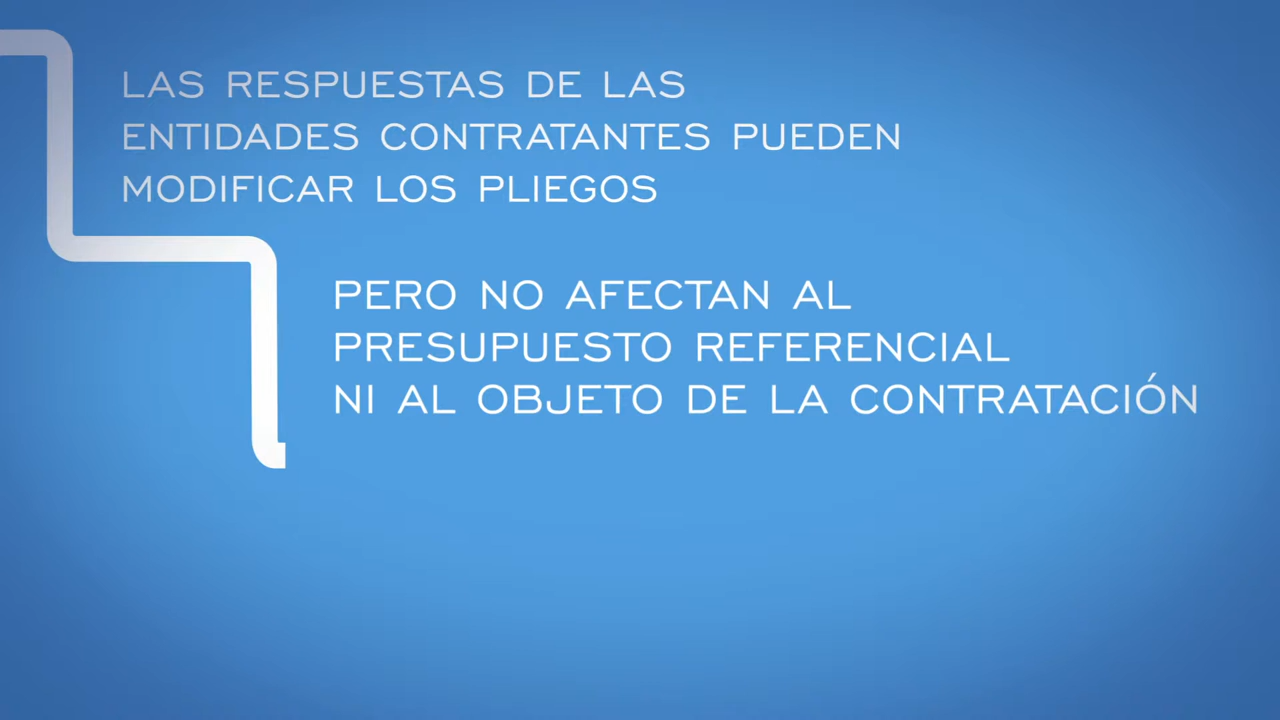 LAS RESPUESTAS DE LAS
ENTIDADES CONTRATANTES PUEDEN
MODIFICAR LOS PLIEGOS
PERO NO AFECTAN AL
PRESUPUESTO REFERENCIAL
NI AL OBJETO DE LA CONTRATACIÓN